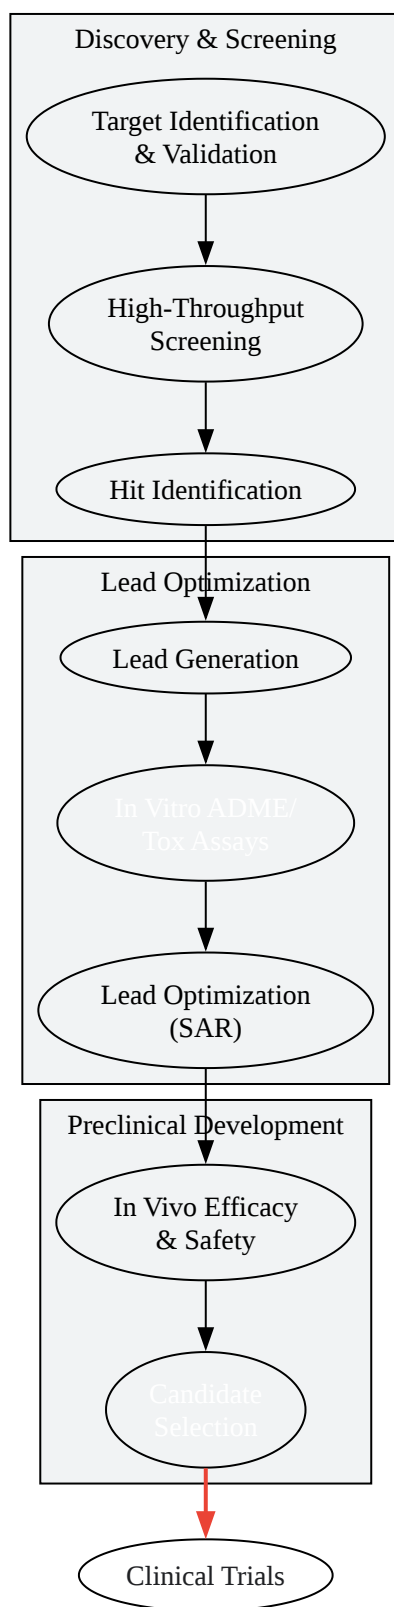 Discovery & Screening
Target Identification
& Validation
High-Throughput
Screening
Hit Identification
Lead Optimization
Lead Generation
In Vitro ADME/
Tox Assays
Lead Optimization
(SAR)
Preclinical Development
In Vivo Efficacy
& Safety
Candidate
Selection
Clinical Trials